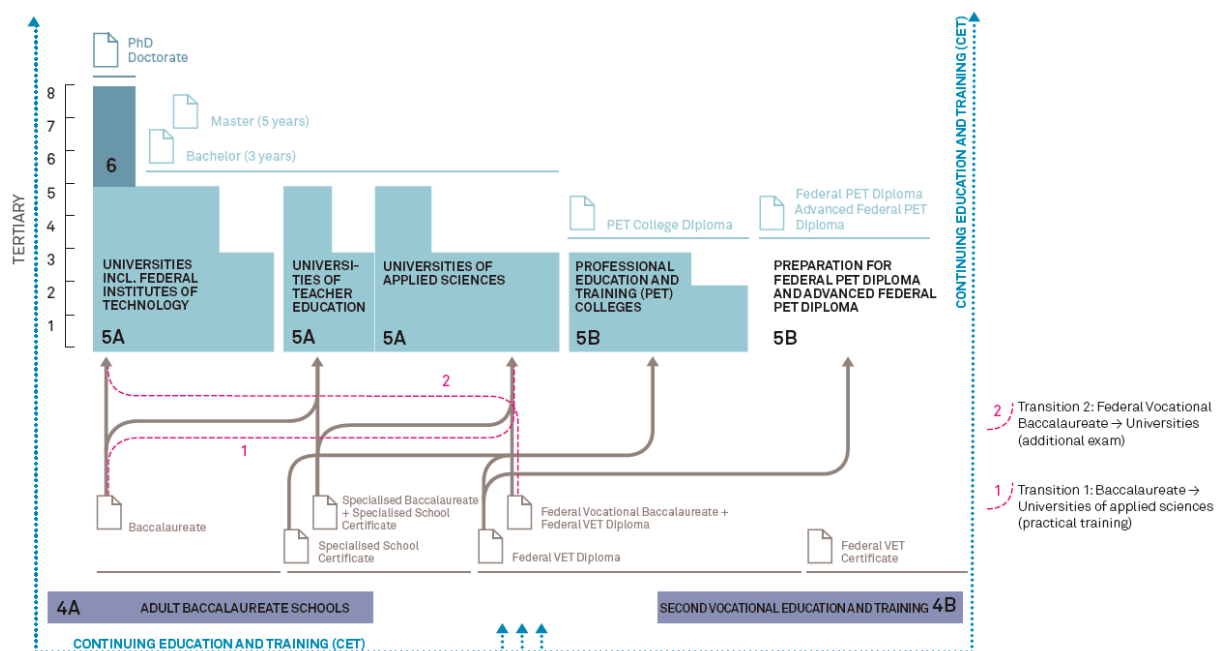 PhD
Doctorate
Master (5 years)
Bachelor (3 years)
TERTIARY
8
7
6
5
4
3
2
1
6
UNIVERSITIES
INCL. FEDERAL
INSTITUTES OF
TECHNOLOGY
5A
UNIVERSI-
TIES OF
TEACHER
EDUCATION
5A
UNIVERSITIES OF
APPLIED SCIENCES
5A
PET College Diploma
PROFESSIONAL
EDUCATION AND
TRAINING (PET)
COLLEGES
5B
Federal PET Diploma
Advanced Federal PET
Diploma
PREPARATION FOR
FEDERAL PET DIPLOMA
AND ADVANCED FEDERAL
PET DIPLOMA
5B
CONTINUING EDUCATION AND TRAINING (CET)
2
1
Baccalaureate
Specialised Baccalaureate
+ Specialised School
Certificate
Specialised School
Certificate
Federal Vocational Baccalaureate +
Federal VET Diploma
Federal VET Diploma
Federal VET
Certificate
2 Transition 2: Federal Vocational
Baccalaureate → Universities
(additional exam)
1 Transition 1: Baccalaureate →
Universities of applied sciences
(practical training)
4A ADULT BACCALAUREATE SCHOOLS
SECOND VOCATIONAL EDUCATION AND TRAINING 4B
CONTINUING EDUCATION AND TRAINING (CET)